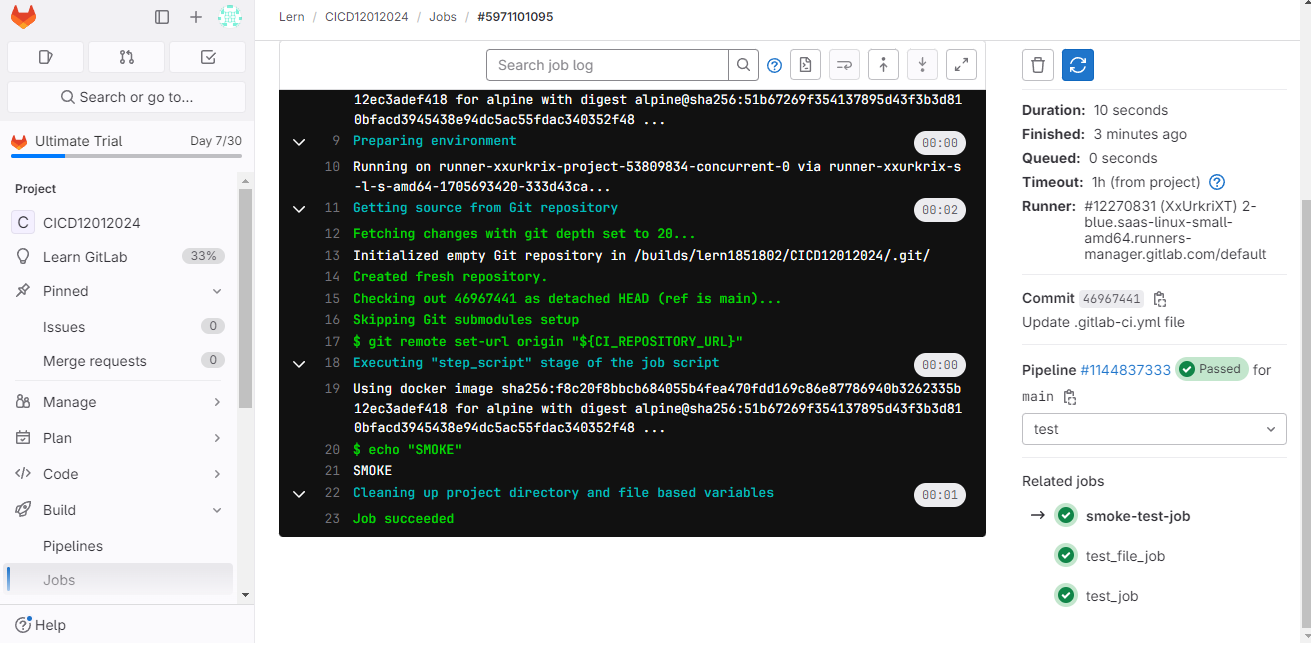 Lern / CICD12012024 / Jobs / #5971101095
Search or go to...
Ultimate Trial Day 7/30
Project
C CICD12012024
Learn GitLab 33%
Pinned
Issues 0
Merge requests 0
Manage
Plan
Code
Build
Pipelines
Jobs
Help
Search job log
12ec3adef418 for alpine with digest alpine@sha256:51b67269f354137895d43f3b3d81
0bfacd3945438e94dc5ac55fdac340352f48 ...
9 Preparing environment 00:00
10 Running on runner-xxurkrix-project-53809834-concurrent-0 via runner-xxurkrix-s
-l-s-amd64-1705693420-333d43ca...
11 Getting source from Git repository 00:02
12 Fetching changes with git depth set to 20...
13 Initialized empty Git repository in /builds/lern1851802/CICD12012024/.git/
14 Created fresh repository.
15 Checking out 46967441 as detached HEAD (ref is main)...
16 Skipping Git submodules setup
17 $ git remote set-url origin "${CI_REPOSITORY_URL}"
18 Executing "step_script" stage of the job script 00:00
19 Using docker image sha256:f8c20f8bbcb684055b4fea470fdd169c86e87786940b3262335b
12ec3adef418 for alpine with digest alpine@sha256:51b67269f354137895d43f3b3d81
0bfacd3945438e94dc5ac55fdac340352f48 ...
20 $ echo "SMOKE"
21 SMOKE
22 Cleaning up project directory and file based variables 00:01
23 Job succeeded
Duration: 10 seconds
Finished: 3 minutes ago
Queued: 0 seconds
Timeout: 1h (from project)
Runner: #12270831 (XxUrkriXT) 2-
blue.saas-linux-small-
amd64.runners-
manager.gitlab.com/default
Commit 46967441
Update .gitlab-ci.yml file
Pipeline #1144837333 Passed for
main
test
Related jobs
smoke-test-job
test_file_job
test_job